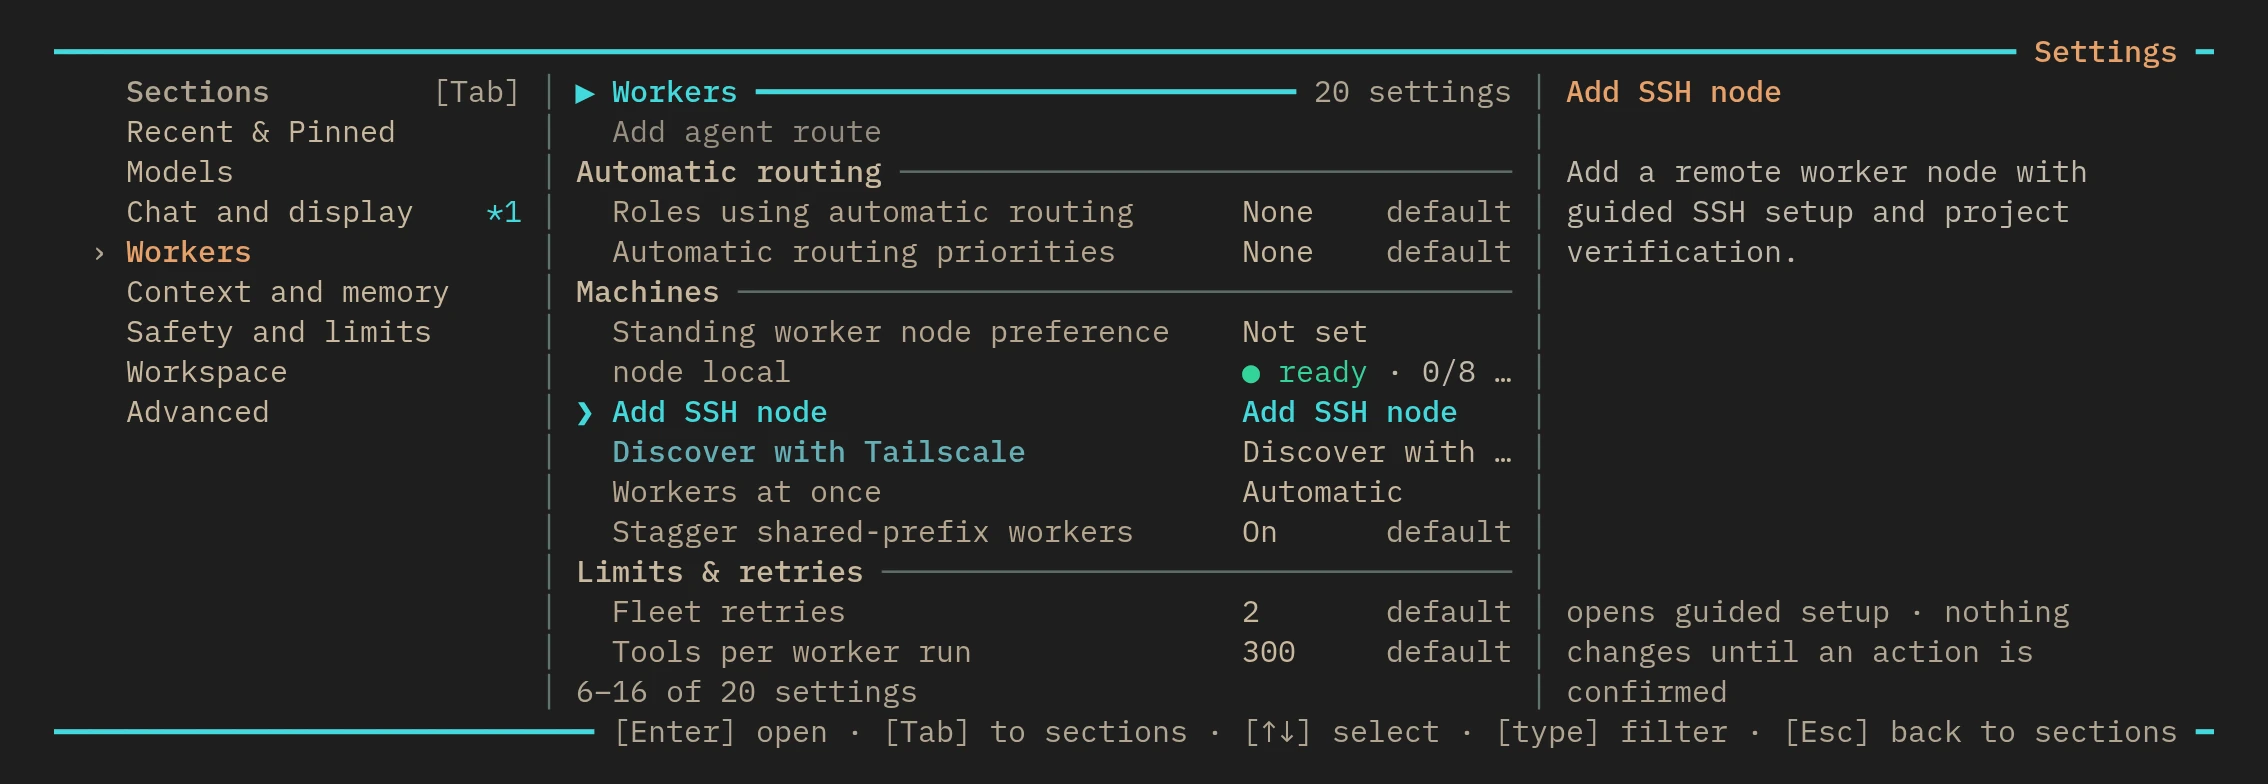 Settings
Sections [Tab]
Recent & Pinned
Models
Chat and display *1
› Workers
Context and memory
Safety and limits
Workspace
Advanced
▶ Workers 20 settings
Add agent route
Automatic routing
Roles using automatic routing None default
Automatic routing priorities None default
Machines
Standing worker node preference Not set
node local ● ready · 0/8 …
❯ Add SSH node Add SSH node
Discover with Tailscale Discover with …
Workers at once Automatic
Stagger shared-prefix workers On default
Limits & retries
Fleet retries 2 default
Tools per worker run 300 default
6–16 of 20 settings
Add SSH node
Add a remote worker node with
guided SSH setup and project
verification.
opens guided setup · nothing
changes until an action is
confirmed
[Enter] open · [Tab] to sections · [↑↓] select · [type] filter · [Esc] back to sections